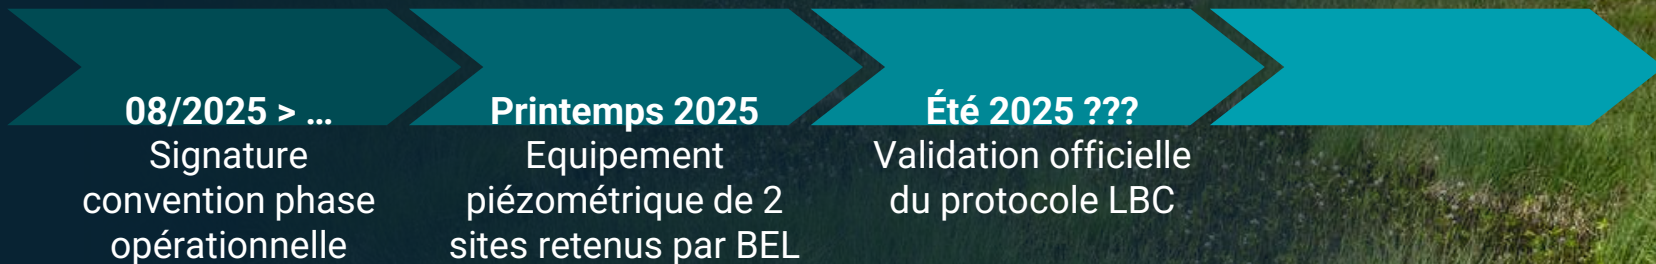 08/2025 > ...
Signature
convention phase
opérationnelle
Printemps 2025
Equipement
piézométrique de 2
sites retenus par BEL
Été 2025 ???
Validation officielle
du protocole LBC